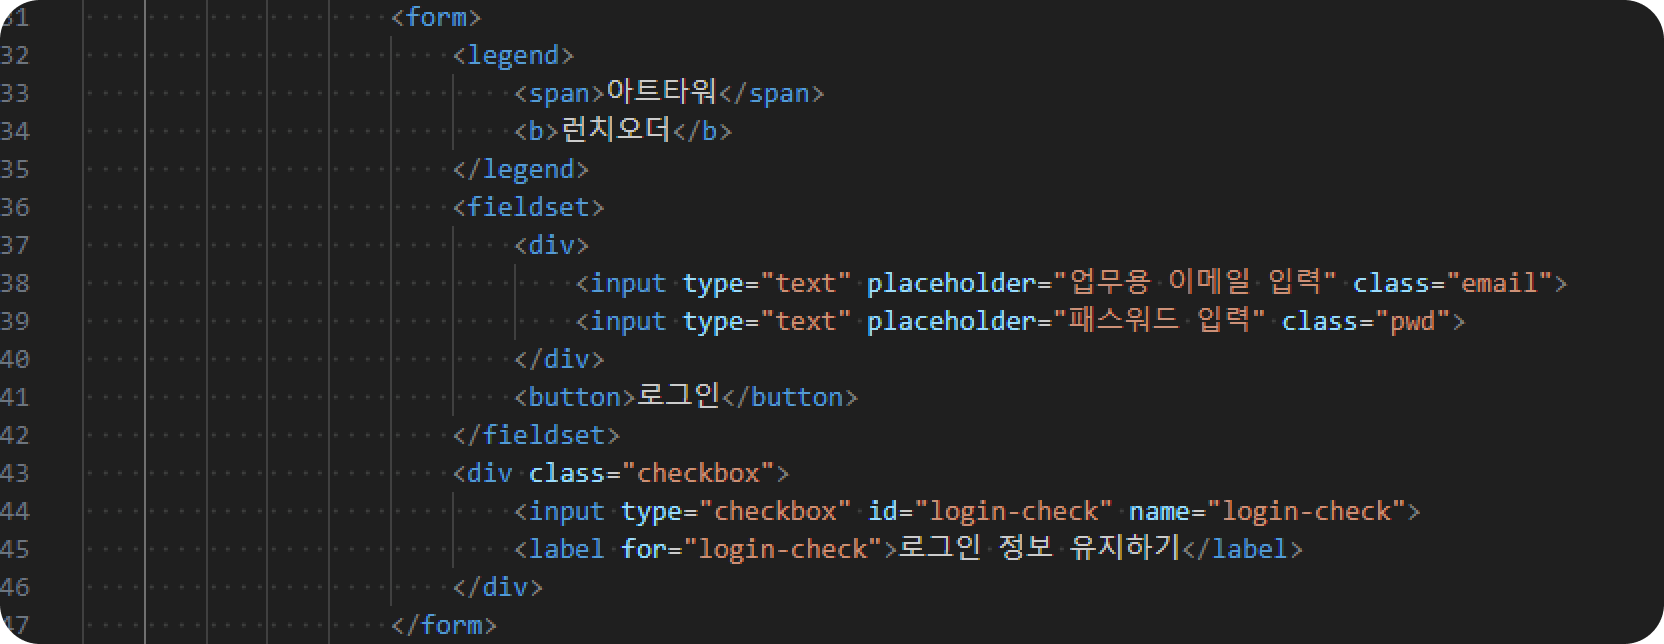 31 <form>
32 <legend>
33 <span>아트타워</span>
34 <b>런치오더</b>
35 </legend>
36 <fieldset>
37 <div>
38 <input type="text" placeholder="업무용 이메일 입력" class="email">
39 <input type="text" placeholder="패스워드 입력" class="pwd">
40 </div>
41 <button>로그인</button>
42 </fieldset>
43 <div class="checkbox">
44 <input type="checkbox" id="login-check" name="login-check">
45 <label for="login-check">로그인 정보 유지하기</label>
46 </div>
47 </form>